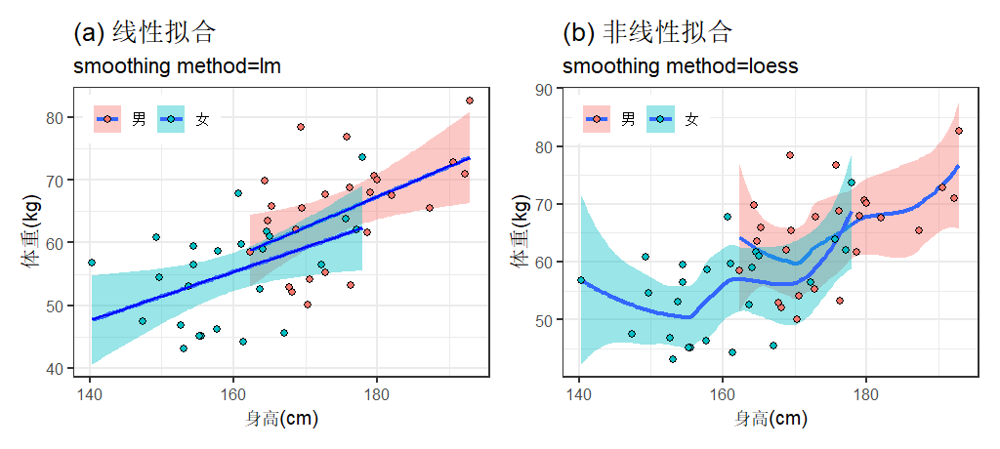 (a) 线性拟合
smoothing method=lm
男 女
80
70
60
50
40
体重(kg)
140 160 180
身高(cm)
(b) 非线性拟合
smoothing method=loess
男 女
90
80
70
60
50
体重(kg)
140 160 180
身高(cm)